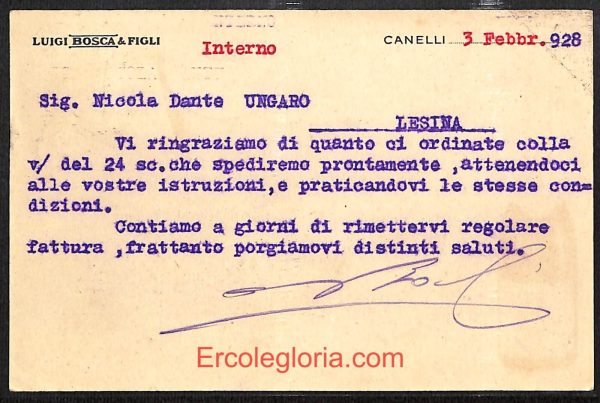 LUIGI BOSCA & FIGLI
Interno
CANELLI 3 Febbr. 928
Sig. Nicola Dante UNGARO
LESINA
Vi ringraziamo di quanto ci ordinate colla
v/ del 24 sc.che spediremo prontamente ,attenendoci
alle vostre istruzioni,e praticandovi le stesse con=
dizioni.
Contiamo a giorni di rimettervi regolare
fattura ,frattanto porgiamovi distinti saluti.
Ercolegloria.com